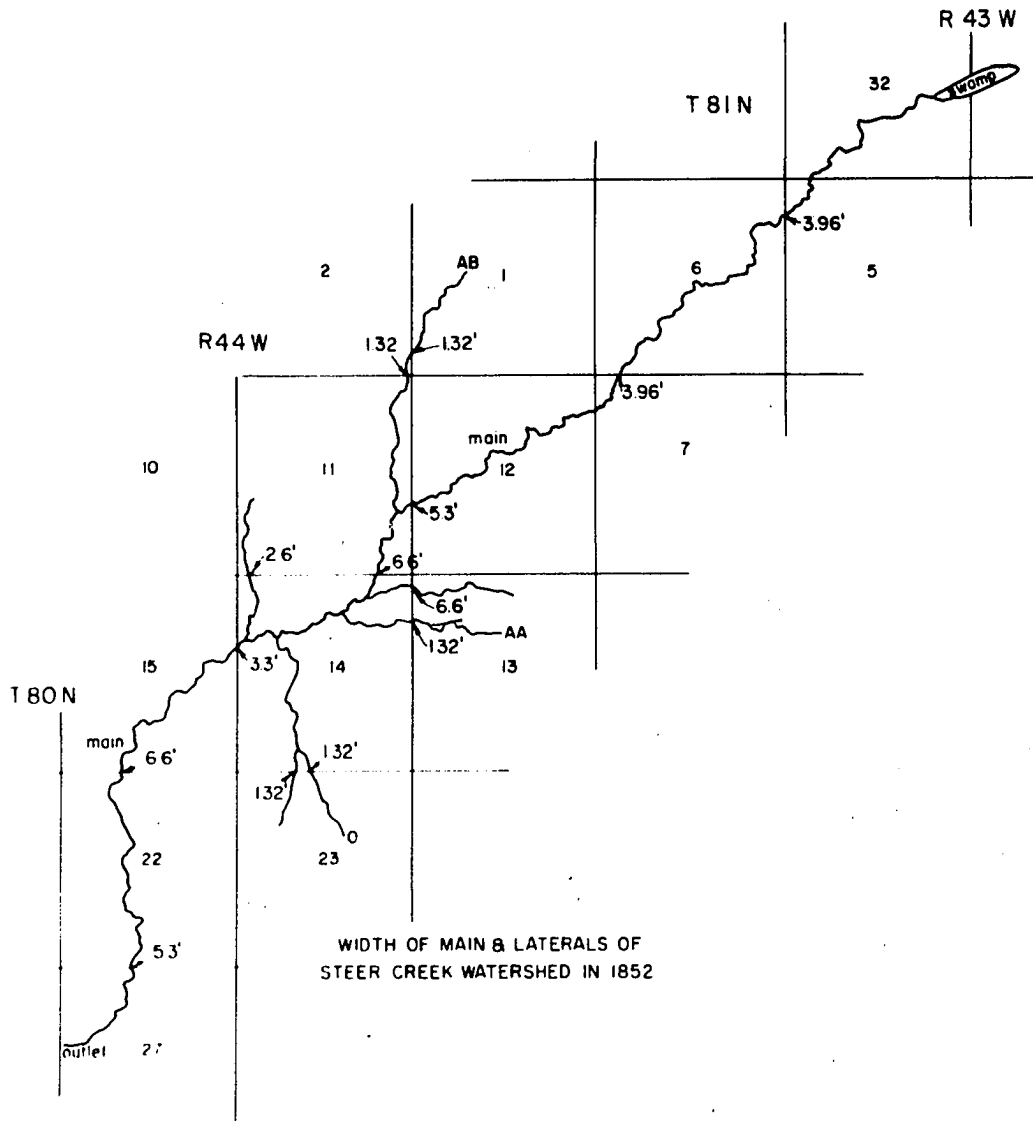 R 43 W
32
swamp
T 81 N
3.96'
2
AB
1
6
5
R 44 W
1.32
1.32'
3.96'
main
10
11
12
7
5.3'
2.6'
6.6'
6.6'
AA
1.32'
3.3'
15
14
13
T 80 N
main
6.6'
1.32'
1.32'
O
22
23
WIDTH OF MAIN & LATERALS OF
STEER CREEK WATERSHED IN 1852
5.3'
outlet
27